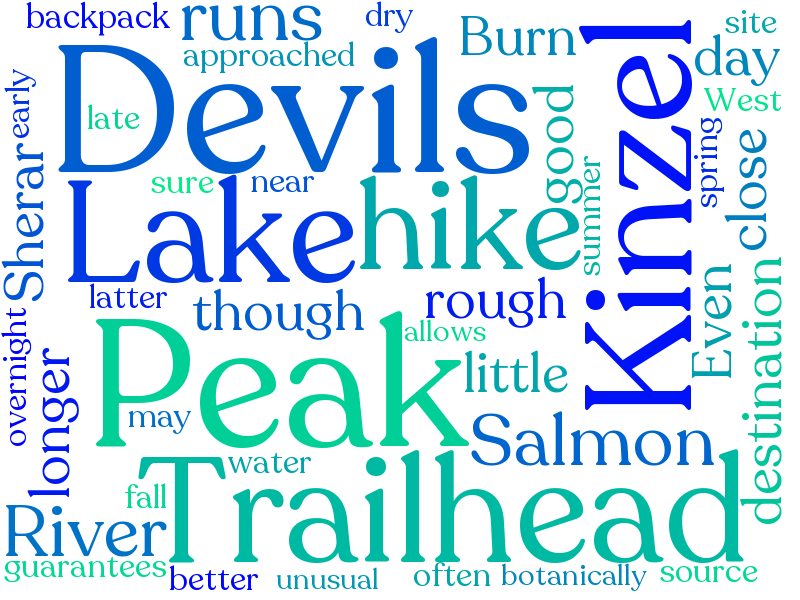 backpack
runs
dry
Burn
site
approached
day
Devils
Kinzel
early
late
good
West
sure
near
spring
close
Sherar
Lake
hike
summer
latter
though
rough
Even
destination
overnight
Peak
allows
little
longer
may
Salmon
water
Trailhead
fall
River
guarantees
better
unusual
often
botanically
source